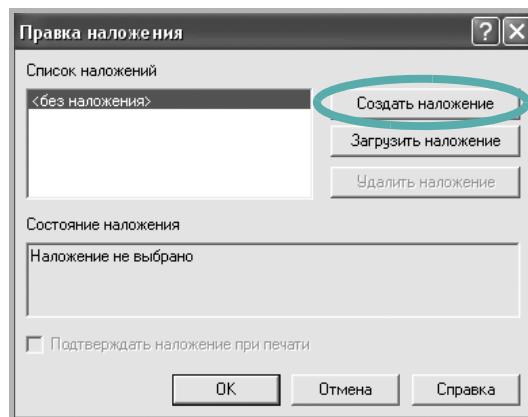 Правка наложения
Список наложений
<без наложения>
Создать наложение
Загрузить наложение
Удалить наложение
Состояние наложения
Наложение не выбрано
Подтверждать наложение при печати
OK
Отмена
Справка